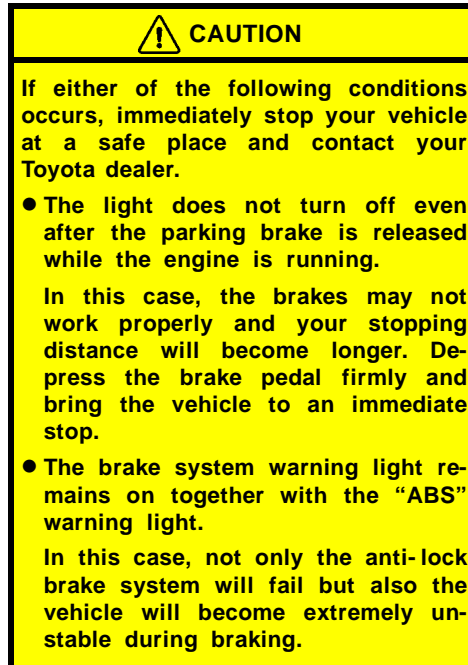 CAUTION
If either of the following conditions
occurs, immediately stop your vehicle
at a safe place and contact your
Toyota dealer.
● The light does not turn off even
after the parking brake is released
while the engine is running.
In this case, the brakes may not
work properly and your stopping
distance will become longer. De-
press the brake pedal firmly and
bring the vehicle to an immediate
stop.
● The brake system warning light re-
mains on together with the “ABS”
warning light.
In this case, not only the anti-lock
brake system will fail but also the
vehicle will become extremely un-
stable during braking.